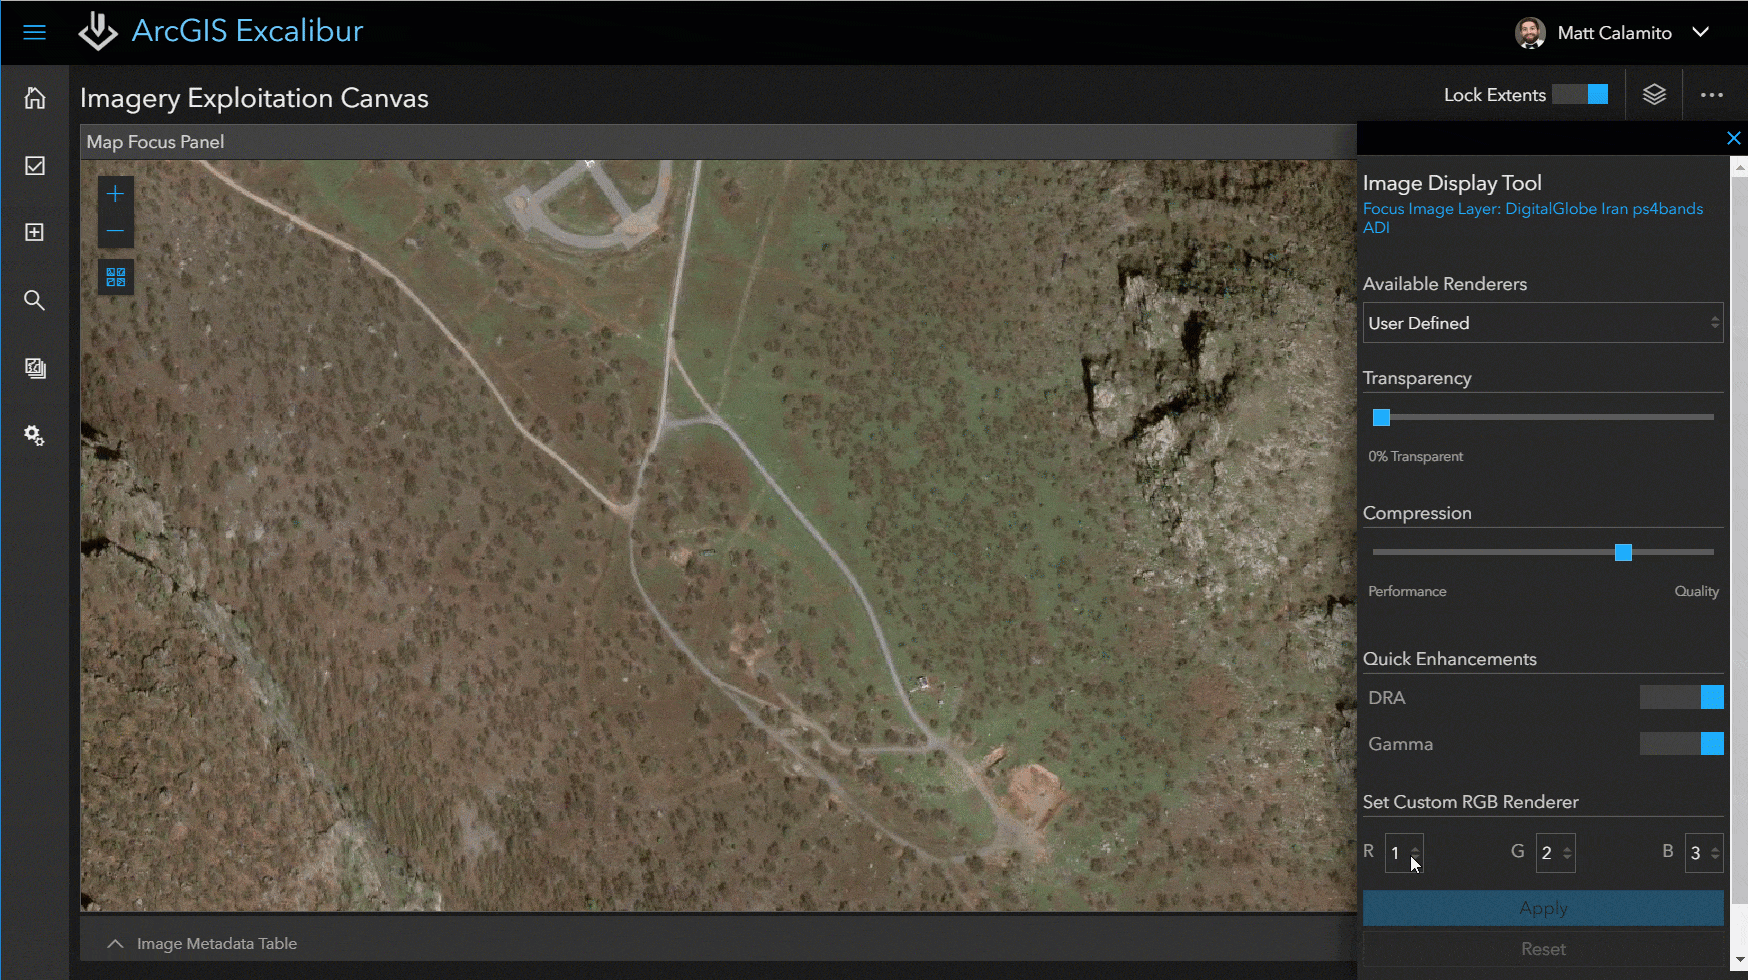 ArcGIS Excalibur
Matt Calamito
Imagery Exploitation Canvas
Lock Extents
Map Focus Panel
Image Display Tool
Focus Image Layer: DigitalGlobe Iran ps4bands
ADI
Available Renderers
User Defined
Transparency
0% Transparent
Compression
Performance Quality
Quick Enhancements
DRA
Gamma
Set Custom RGB Renderer
R 1 G 2 B 3
Apply
Reset
Image Metadata Table